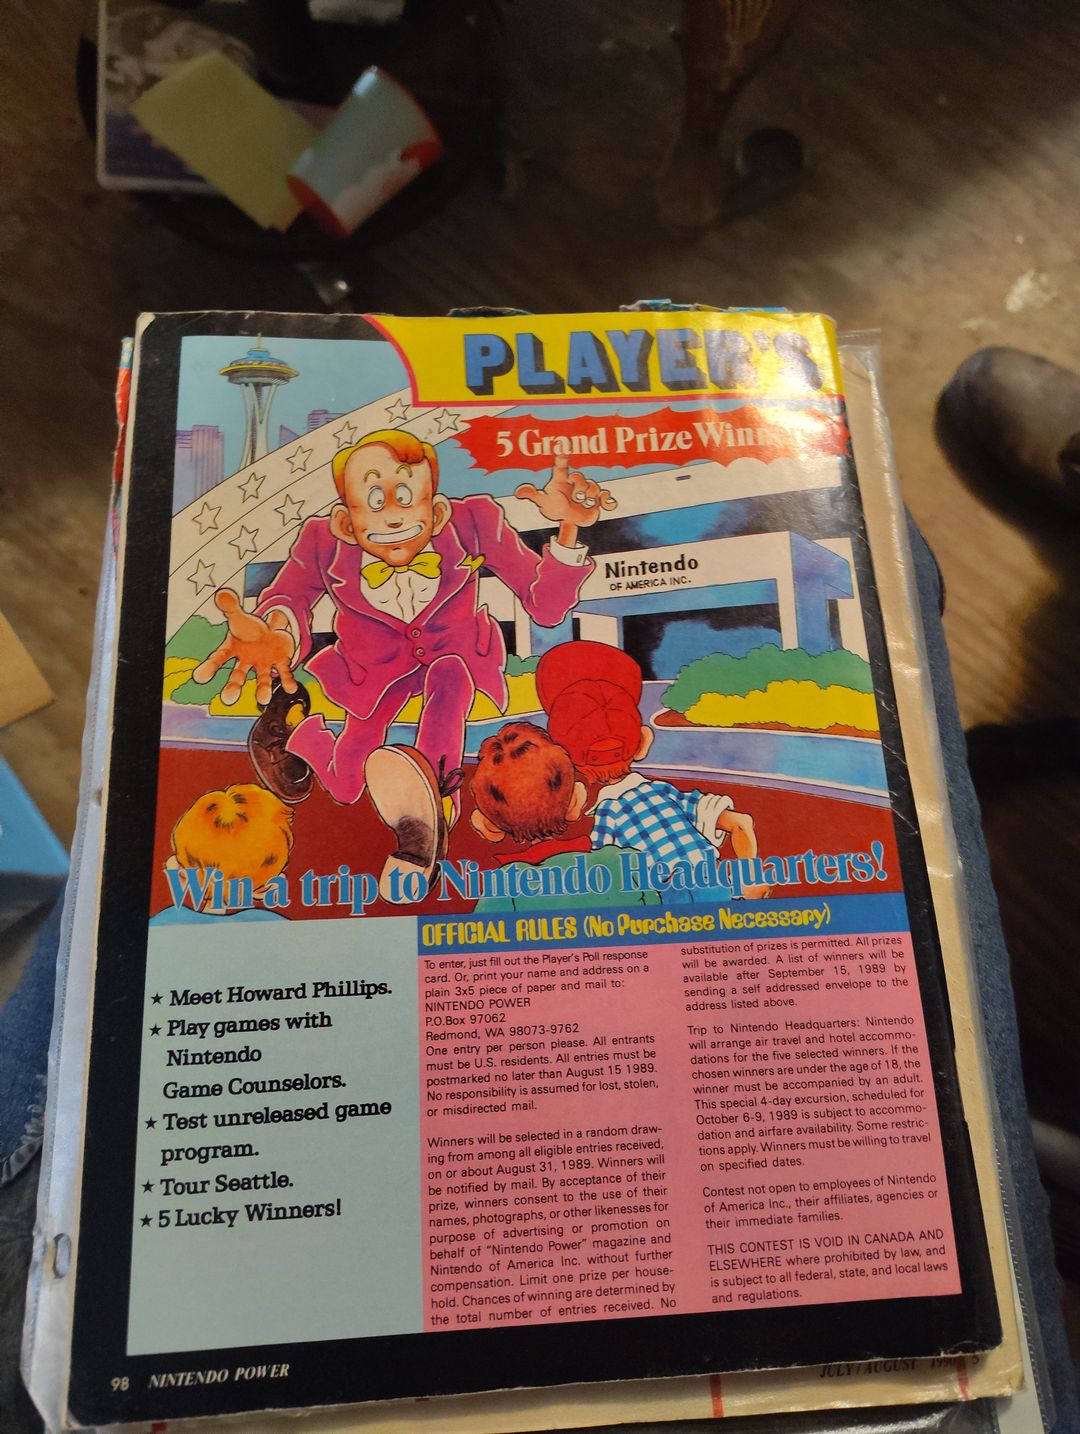 PLAYER'S
5 Grand Prize Winn
Nintendo
OF AMERICA INC.
Win a trip to Nintendo Headquarters!
★ Meet Howard Phillips.
★ Play games with
Nintendo
Game Counselors.
★ Test unreleased game
program.
★ Tour Seattle.
★ 5 Lucky Winners!
OFFICIAL RULES (No Purchase Necessary)
To enter, just fill out the Player's Poll response
card. Or, print your name and address on a
plain 3x5 piece of paper and mail to:
NINTENDO POWER
P.O.Box 97062
Redmond, WA 98073-9762
One entry per person please. All entrants
must be U.S. residents. All entries must be
postmarked no later than August 15 1989.
No responsibility is assumed for lost, stolen,
or misdirected mail.
Winners will be selected in a random draw-
ing from among all eligible entries received,
on or about August 31, 1989. Winners will
be notified by mail. By acceptance of their
prize, winners consent to the use of their
names, photographs, or other likenesses for
purpose of advertising or promotion on
behalf of "Nintendo Power" magazine and
Nintendo of America Inc. without further
compensation. Limit one prize per house-
hold. Chances of winning are determined by
the total number of entries received. No
substitution of prizes is permitted. All prizes
will be awarded. A list of winners will be
available after September 15, 1989 by
sending a self addressed envelope to the
address listed above.
Trip to Nintendo Headquarters: Nintendo
will arrange air travel and hotel accommo-
dations for the five selected winners. If the
chosen winners are under the age of 18, the
winner must be accompanied by an adult.
This special 4-day excursion, scheduled for
October 6-9, 1989 is subject to accommo-
dation and airfare availability. Some restric-
tions apply. Winners must be willing to travel
on specified dates.
Contest not open to employees of Nintendo
of America Inc., their affiliates, agencies or
their immediate families.
THIS CONTEST IS VOID IN CANADA AND
ELSEWHERE where prohibited by law, and
is subject to all federal, state, and local laws
and regulations.
98 NINTENDO POWER
JULY/AUGUST 1990 5